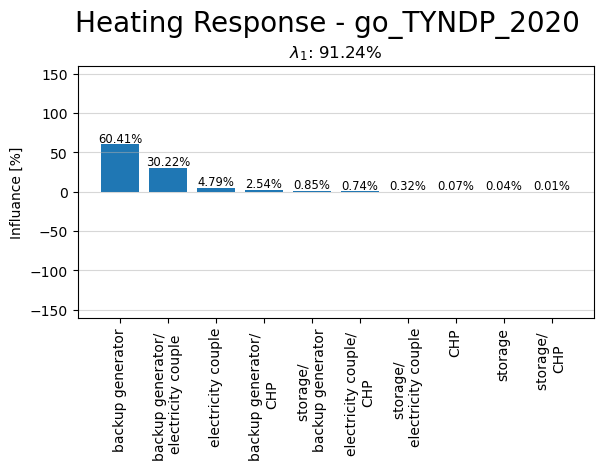 Heating Response - go_TYNDP_2020
λ₁: 91.24%
Influance [%]
150
100
50
0
−50
−100
−150
60.41%
30.22%
4.79%
2.54%
0.85%
0.74%
0.32%
0.07%
0.04%
0.01%
backup generator
backup generator/
electricity couple
electricity couple
backup generator/
CHP
storage/
backup generator
electricity couple/
CHP
storage/
electricity couple
CHP
storage
storage/
CHP